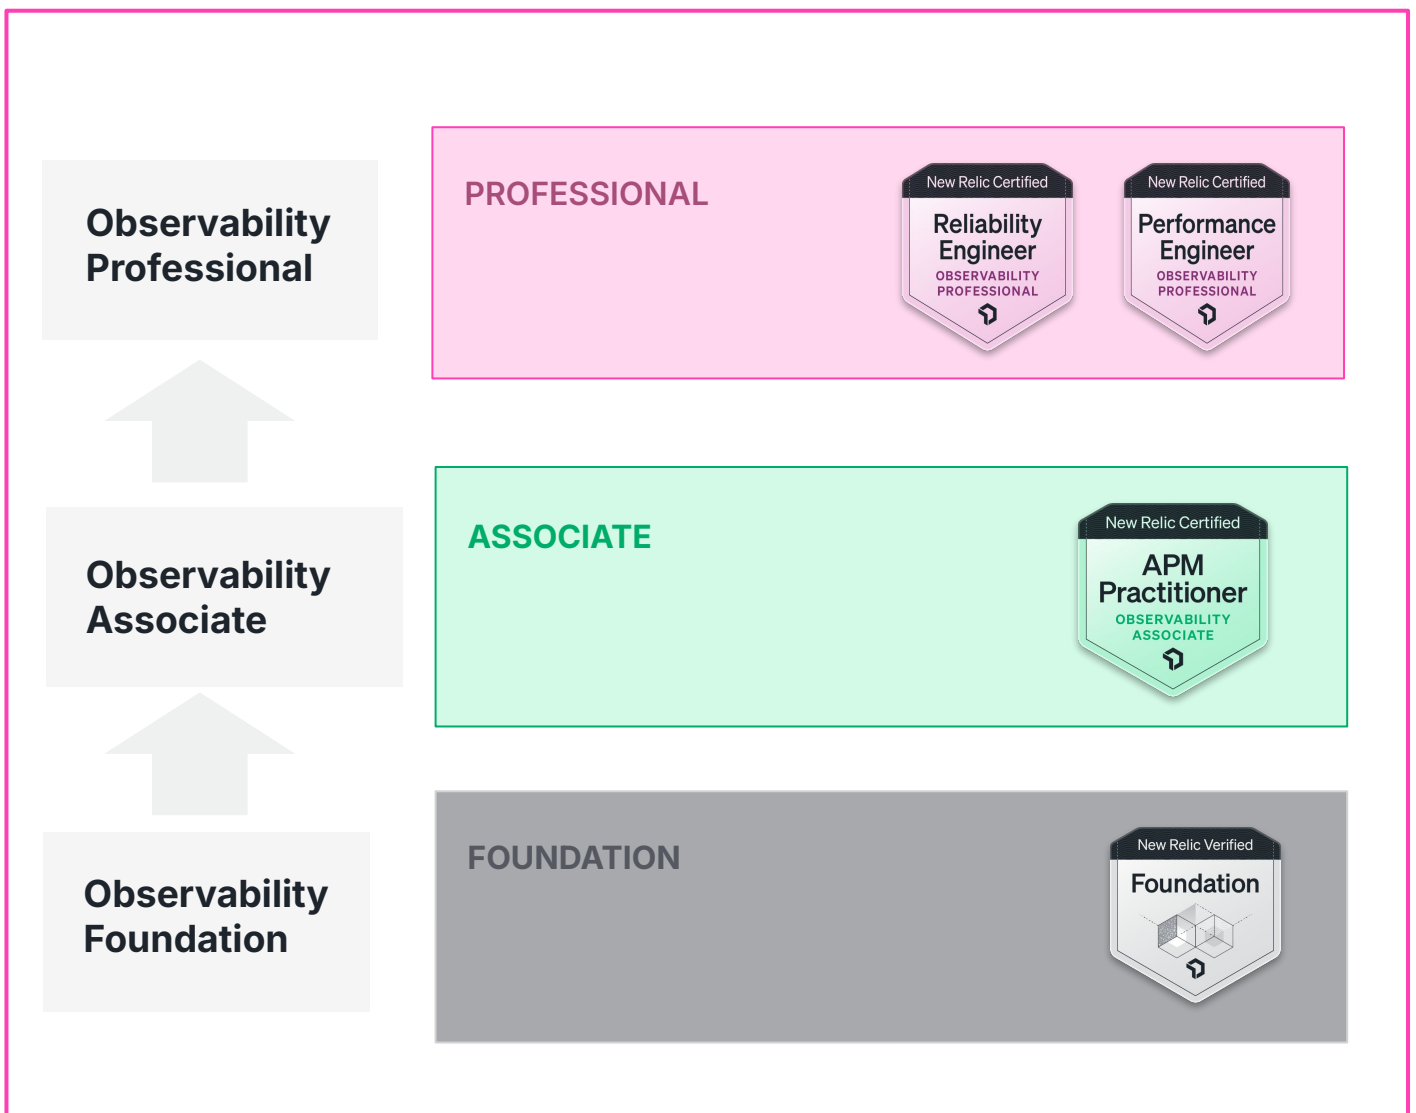 Observability
Professional
PROFESSIONAL
New Relic Certified
Reliability
Engineer
OBSERVABILITY
PROFESSIONAL
New Relic Certified
Performance
Engineer
OBSERVABILITY
PROFESSIONAL
Observability
Associate
ASSOCIATE
New Relic Certified
APM
Practitioner
OBSERVABILITY
ASSOCIATE
Observability
Foundation
FOUNDATION
New Relic Verified
Foundation